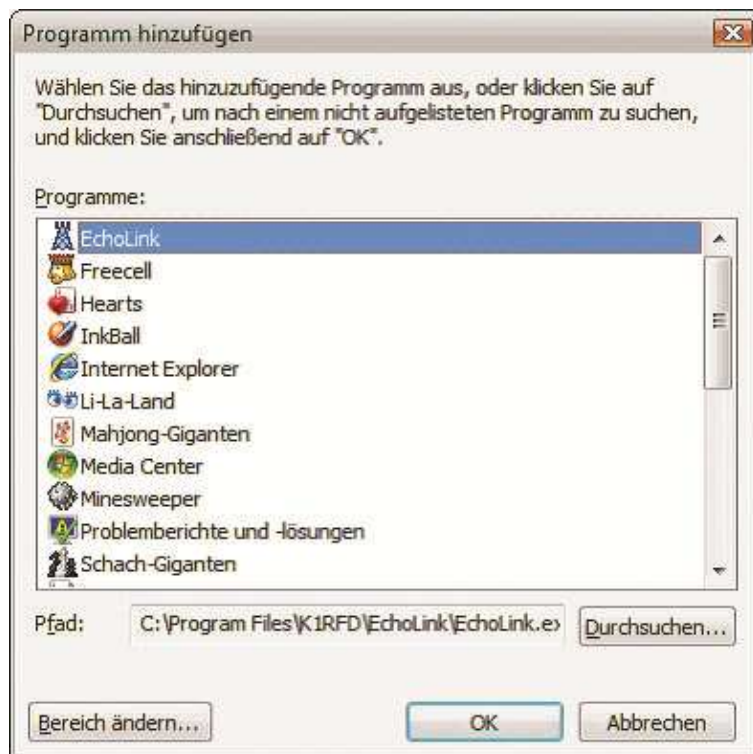 Programm hinzufügen
Wählen Sie das hinzuzufügende Programm aus, oder klicken Sie auf
"Durchsuchen", um nach einem nicht aufgelisteten Programm zu suchen,
und klicken Sie anschließend auf "OK".
Programme:
EchoLink
Freecell
Hearts
InkBall
Internet Explorer
Li-La-Land
Mahjong-Giganten
Media Center
Minesweeper
Problemberichte und -lösungen
Schach-Giganten
Pfad: C:\Program Files\K1RFD\EchoLink\EchoLink.ex Durchsuchen...
Bereich ändern... OK Abbrechen